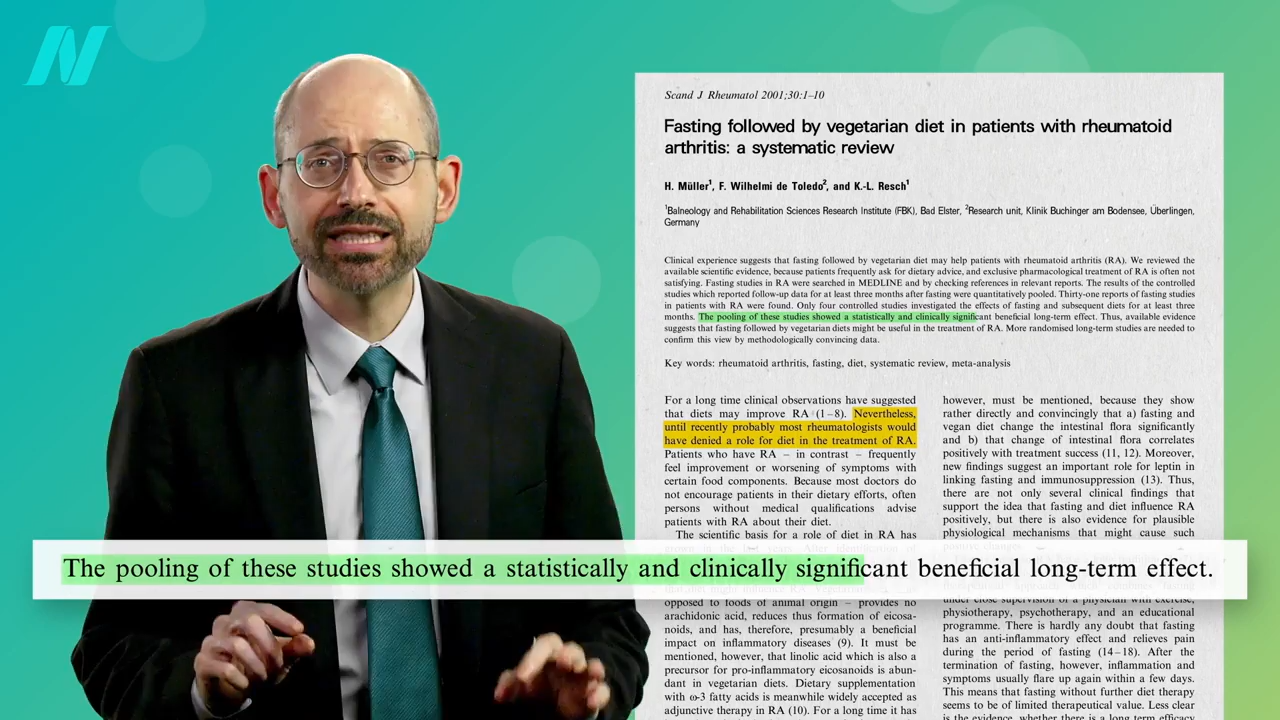 Scand J Rheumatol 2001;30:1–10
Fasting followed by vegetarian diet in patients with rheumatoid
arthritis: a systematic review
H. Müller1, F. Wilhelmi de Toledo2, and K.-L. Resch1
1Balneology and Rehabilitation Sciences Research Institute (FBK), Bad Elster, 2Research unit, Klinik Buchinger am Bodensee, Überlingen,
Germany
Clinical experience suggests that fasting followed by vegetarian diet may help patients with rheumatoid arthritis (RA). We reviewed the
available scientific evidence, because patients frequently ask for dietary advice, and exclusive pharmacological treatment of RA is often not
satisfying. Fasting studies in RA were searched in MEDLINE and by checking references in relevant reports. The results of the controlled
studies which reported follow-up data for at least three months after fasting were quantitatively pooled. Thirty-one reports of fasting studies
in patients with RA were found. Only four controlled studies investigated the effects of fasting and subsequent diets for at least three
months. The pooling of these studies showed a statistically and clinically significant beneficial long-term effect. Thus, available evidence
suggests that fasting followed by vegetarian diets might be useful in the treatment of RA. More randomised long-term studies are needed to
confirm this view by methodologically convincing data.
Key words: rheumatoid arthritis, fasting, diet, systematic review, meta-analysis
For a long time clinical observations have suggested
that diets may improve RA (1–8). Nevertheless,
until recently probably most rheumatologists would
have denied a role for diet in the treatment of RA.
Patients who have RA – in contrast – frequently
feel improvement or worsening of symptoms with
certain food components. Because most doctors do
not encourage patients in their dietary efforts, often
persons without medical qualifications advise
patients with RA about their diet.
The scientific basis for a role of diet in RA has
opposed to foods of animal origin – provides no
arachidonic acid, reduces thus formation of eicosa-
noids, and has, therefore, presumably a beneficial
impact on inflammatory diseases (9). It must be
mentioned, however, that linolic acid which is also a
precursor for pro-inflammatory eicosanoids is abun-
dant in vegetarian diets. Dietary supplementation
with ω-3 fatty acids is meanwhile widely accepted as
adjunctive therapy in RA (10). For a long time it has
however, must be mentioned, because they show
rather directly and convincingly that a) fasting and
vegan diet change the intestinal flora significantly
and b) that change of intestinal flora correlates
positively with treatment success (11, 12). Moreover,
new findings suggest an important role for leptin in
linking fasting and immunosuppression (13). Thus,
there are not only several clinical findings that
support the idea that fasting and diet influence RA
positively, but there is also evidence for plausible
physiological mechanisms that might cause such
positive changes.
under close supervision of a physician with exercise,
physiotherapy, psychotherapy, and an educational
programme. There is hardly any doubt that fasting
has an anti-inflammatory effect and relieves pain
during the period of fasting (14–18). After the
termination of fasting, however, inflammation and
symptoms usually flare up again within a few days.
This means that fasting without further diet therapy
seems to be of limited therapeutical value. Less clear
is the evidence, whether there is a long term efficacy
The pooling of these studies showed a statistically and clinically significant beneficial long-term effect.